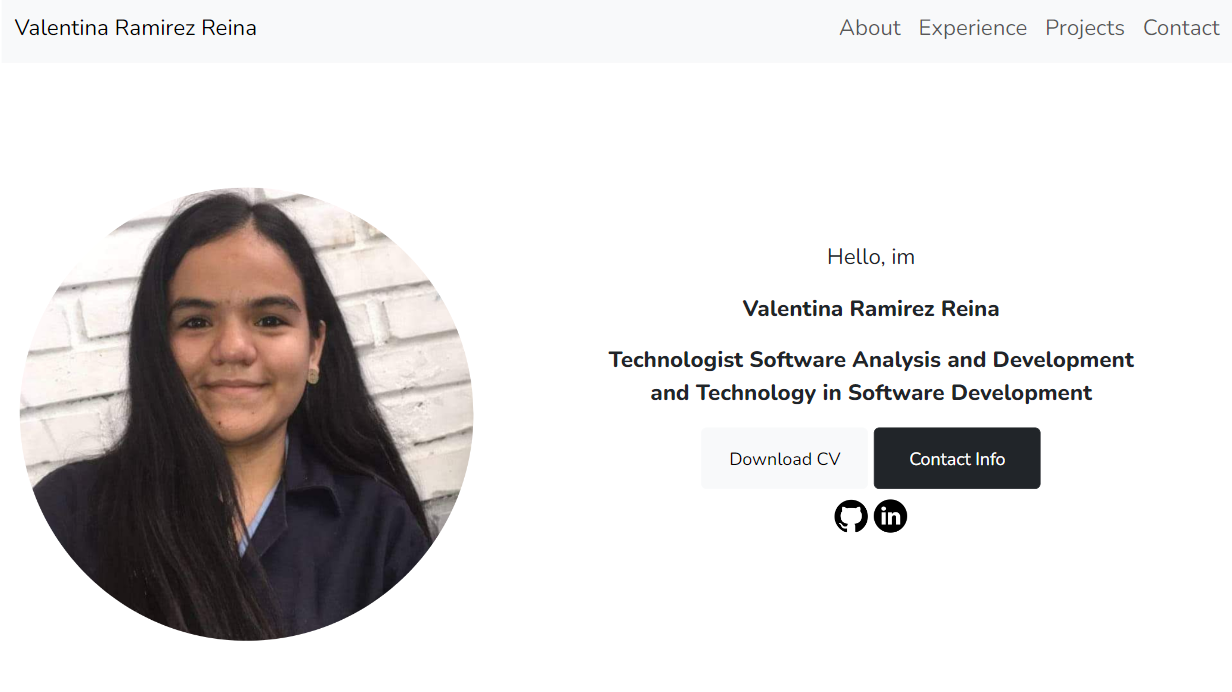 Valentina Ramirez Reina
About Experience Projects Contact
Hello, im
Valentina Ramirez Reina
Technologist Software Analysis and Development
and Technology in Software Development
Download CV
Contact Info
in